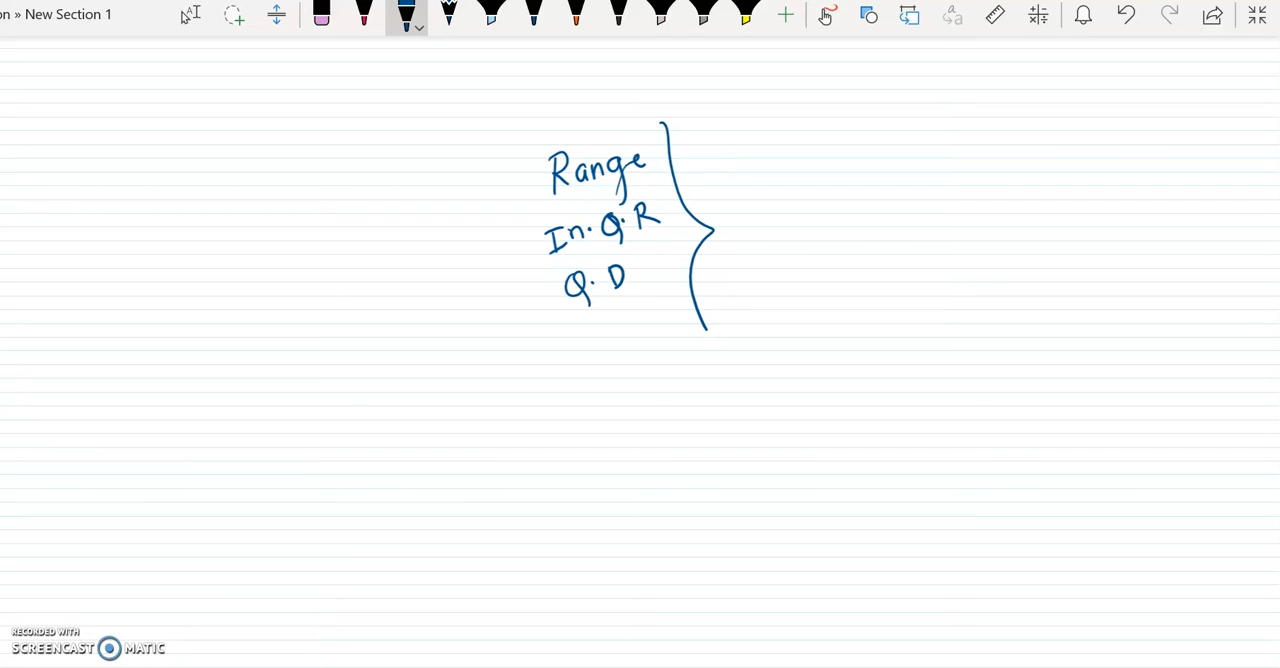 on » New Section 1
Range
In. Q. R
Q. D
RECORDED WITH
SCREENCAST MATIC